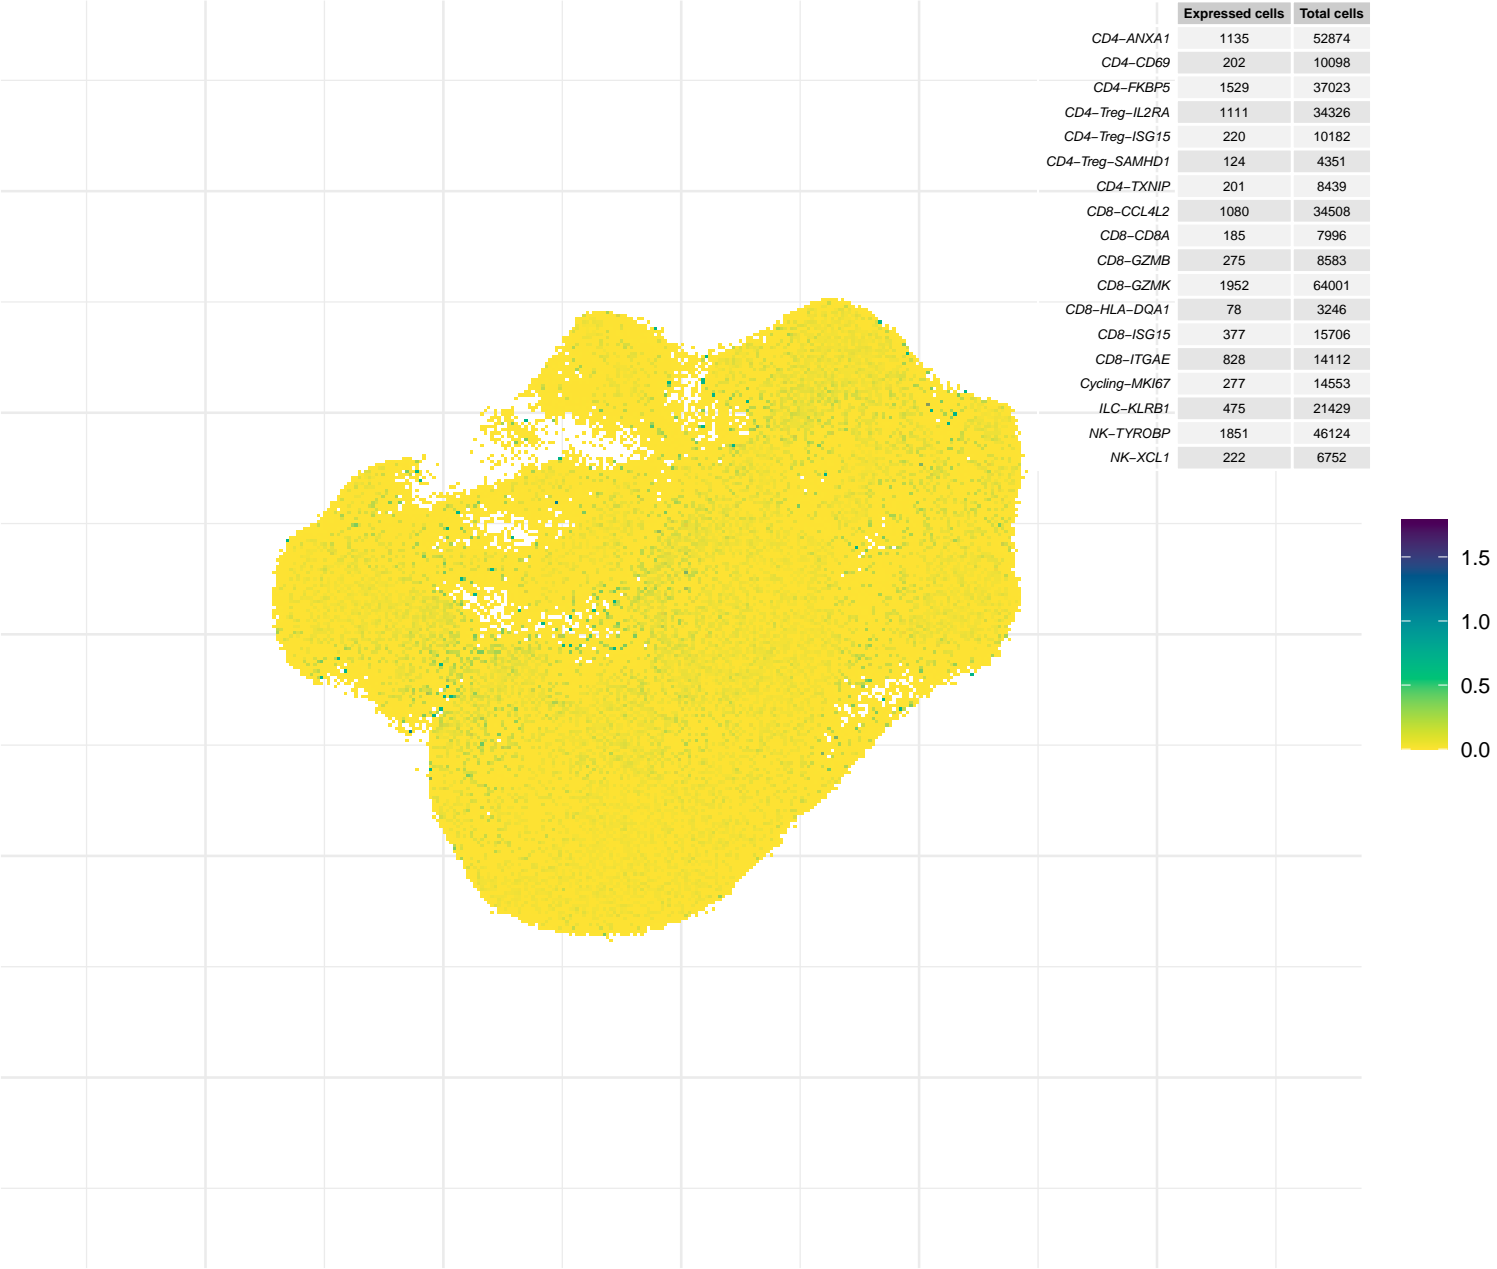 Expressed cells Total cells
CD4−ANXA1 1135 52874
CD4−CD69 202 10098
CD4−FKBP5 1529 37023
CD4−Treg−IL2RA 1111 34326
CD4−Treg−ISG15 220 10182
CD4−Treg−SAMHD1 124 4351
CD4−TXNIP 201 8439
CD8−CCL4L2 1080 34508
CD8−CD8A 185 7996
CD8−GZMB 275 8583
CD8−GZMK 1952 64001
CD8−HLA−DQA1 78 3246
CD8−ISG15 377 15706
CD8−ITGAE 828 14112
Cycling−MKI67 277 14553
ILC−KLRB1 475 21429
NK−TYROBP 1851 46124
NK−XCL1 222 6752
1.5
1.0
0.5
0.0